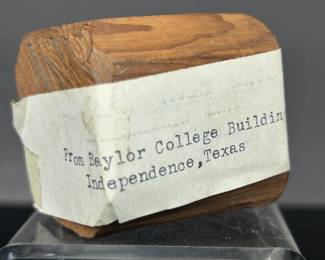 From Baylor College Buildin
Independence,Texas